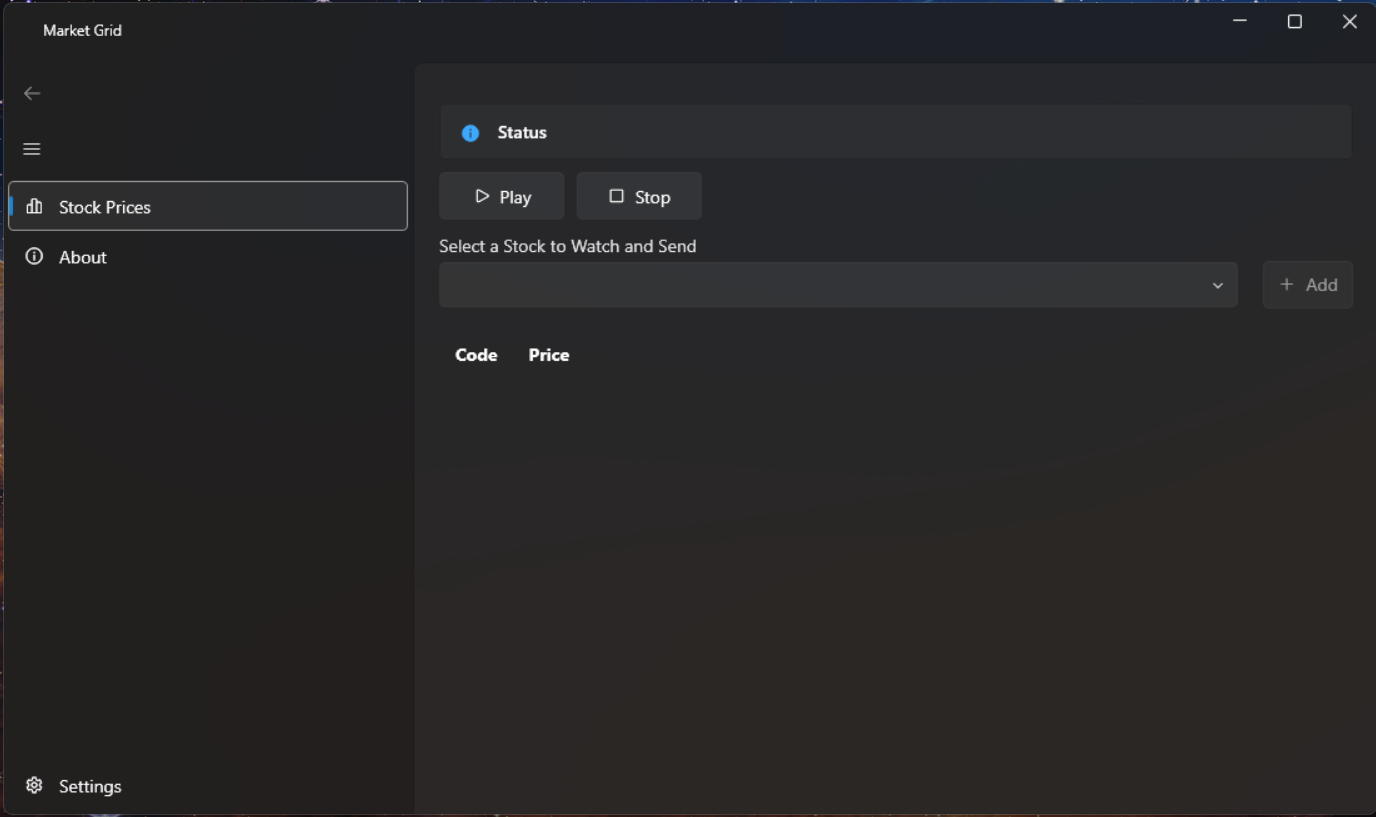 Market Grid
Status
Play Stop
Stock Prices
Select a Stock to Watch and Send
About
+ Add
Code Price
Settings